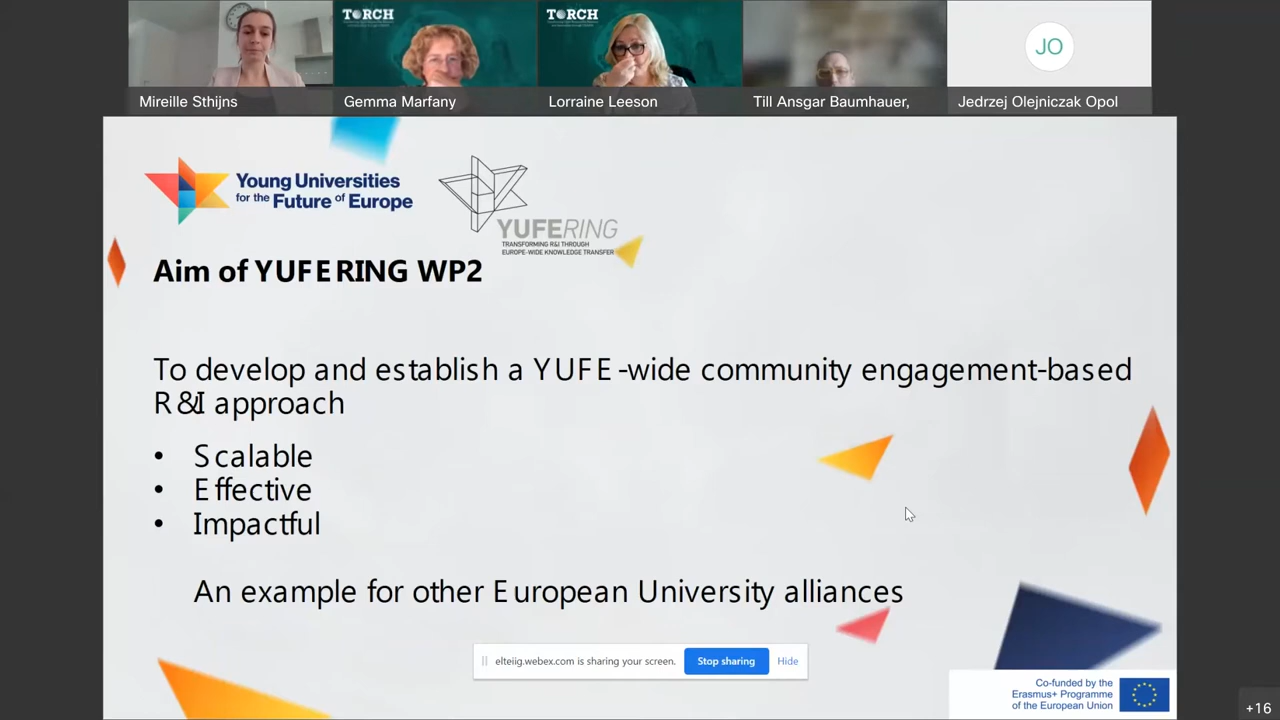 TORCH
TORCH
JO
Mireille Sthijns
Gemma Marfany
Lorraine Leeson
Till Ansgar Baumhauer,
Jedrzej Olejniczak Opol
Young Universities
for the Future of Europe
YUFERING
TRANSFORMING R&I THROUGH
EUROPE-WIDE KNOWLEDGE TRANSFER
Aim of YUFERING WP2
To develop and establish a YUFE-wide community engagement-based
R&I approach
• Scalable
• Effective
• Impactful
An example for other European University alliances
elteiig.webex.com is sharing your screen.
Stop sharing
Hide
Co-funded by the
Erasmus+ Programme
of the European Union
+16